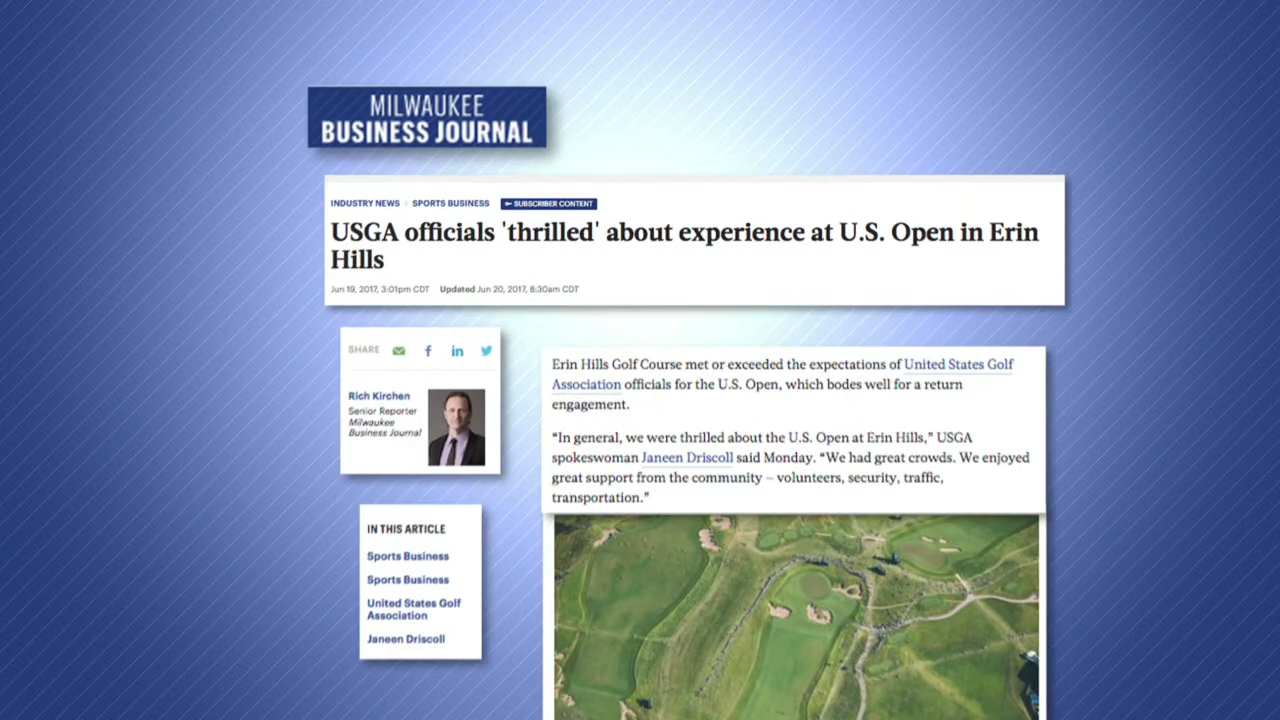 MILWAUKEE
BUSINESS JOURNAL
INDUSTRY NEWS › SPORTS BUSINESS SUBSCRIBER CONTENT
USGA officials 'thrilled' about experience at U.S. Open in Erin
Hills
Jun 19, 2017, 3:01pm CDT Updated Jun 20, 2017, 8:30am CDT
SHARE
Rich Kirchen
Senior Reporter
Milwaukee
Business Journal
IN THIS ARTICLE
Sports Business
Sports Business
United States Golf
Association
Janeen Driscoll
Erin Hills Golf Course met or exceeded the expectations of United States Golf
Association officials for the U.S. Open, which bodes well for a return
engagement.
“In general, we were thrilled about the U.S. Open at Erin Hills,” USGA
spokeswoman Janeen Driscoll said Monday. “We had great crowds. We enjoyed
great support from the community – volunteers, security, traffic,
transportation.”